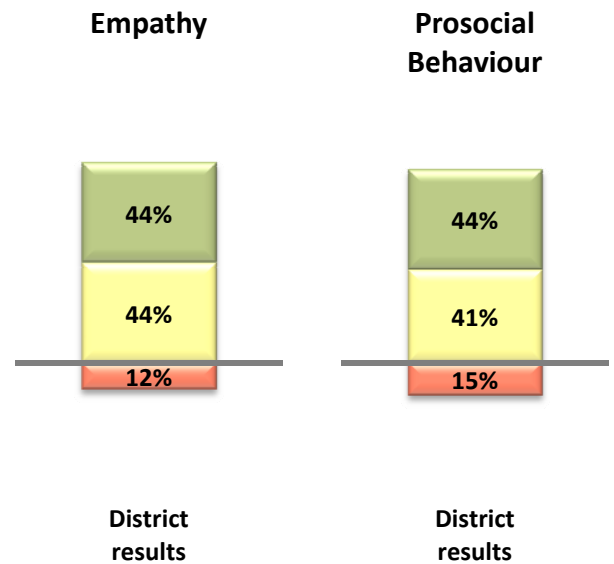 Empathy
44%
44%
12%
District
results
Prosocial
Behaviour
44%
41%
15%
District
results